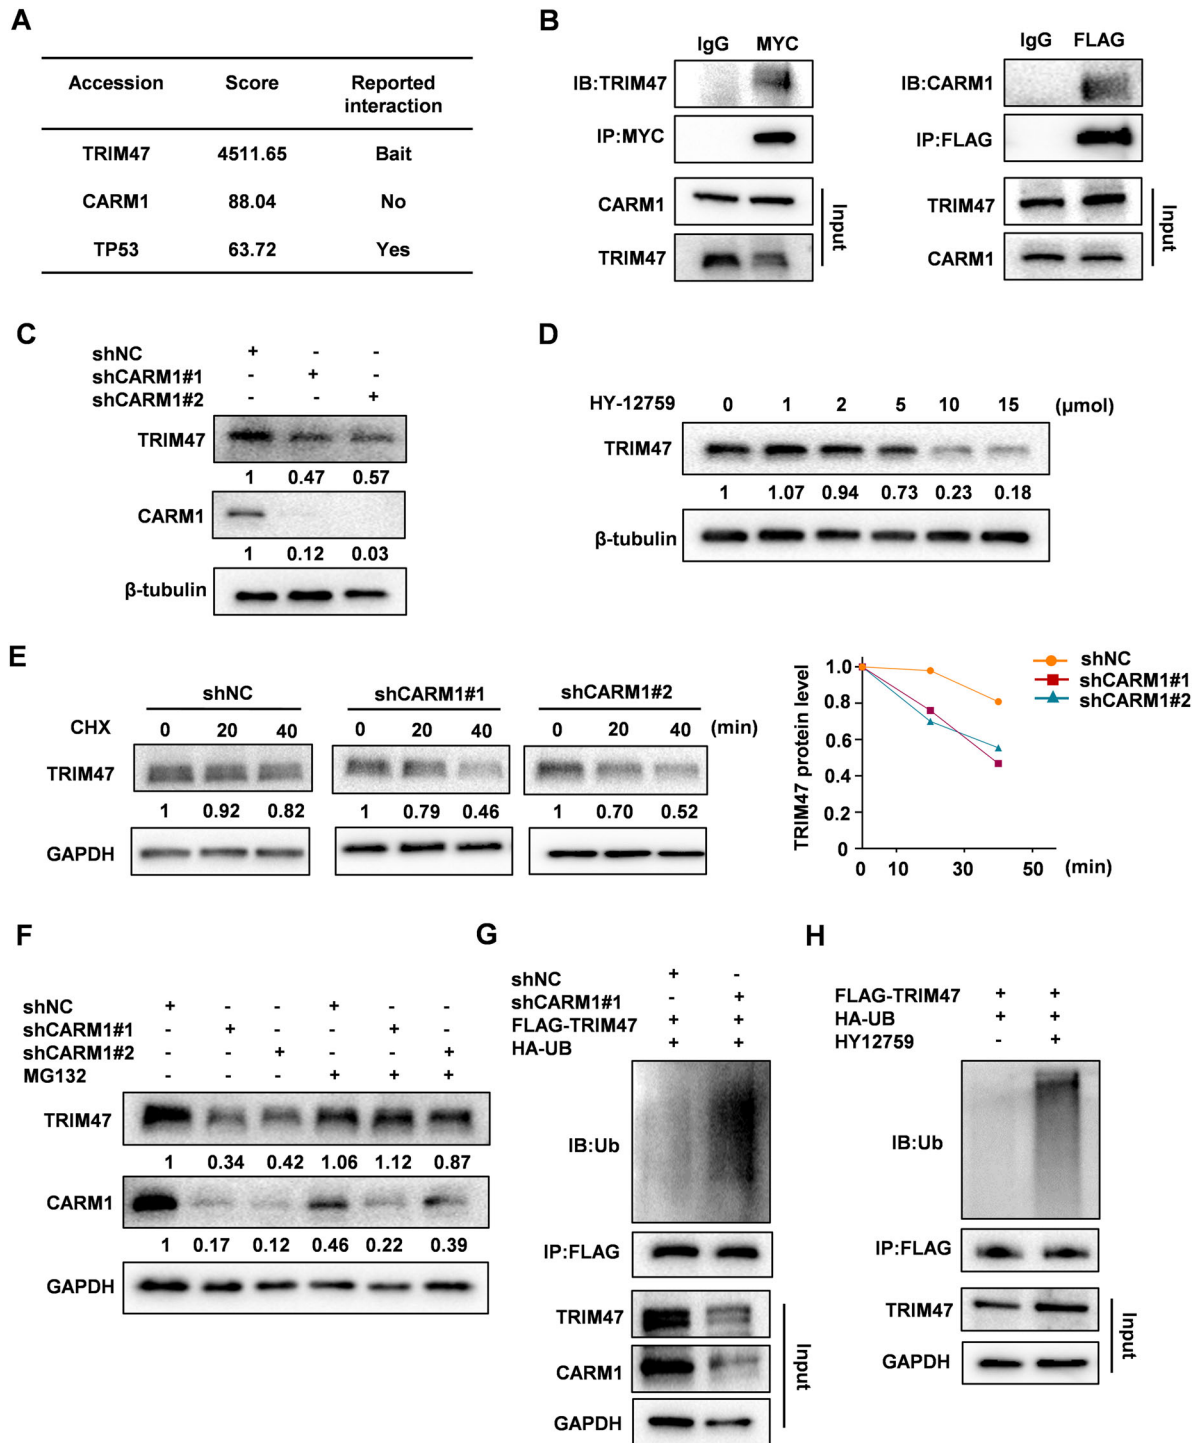 A
Accession Score Reported interaction
TRIM47 4511.65 Bait
CARM1 88.04 No
TP53 63.72 Yes
B
IgG MYC
IB:TRIM47
IP:MYC
CARM1
TRIM47
Input
IgG FLAG
IB:CARM1
IP:FLAG
TRIM47
CARM1
Input
C
shNC + - -
shCARM1#1 - + -
shCARM1#2 - - +
TRIM47
1 0.47 0.57
CARM1
1 0.12 0.03
β-tubulin
D
HY-12759 0 1 2 5 10 15 (μmol)
TRIM47
1 1.07 0.94 0.73 0.23 0.18
β-tubulin
E
shNC shCARM1#1 shCARM1#2
CHX 0 20 40 0 20 40 0 20 40 (min)
TRIM47
1 0.92 0.82 1 0.79 0.46 1 0.70 0.52
GAPDH
TRIM47 protein level
1.0
0.8
0.6
0.4
0.2
0
0 10 30 50 (min)
shNC
shCARM1#1
shCARM1#2
F
shNC + - - + - -
shCARM1#1 - + - - + -
shCARM1#2 - - + - - +
MG132 - - - + + +
TRIM47
1 0.34 0.42 1.06 1.12 0.87
CARM1
1 0.17 0.12 0.46 0.22 0.39
GAPDH
G
shNC + -
shCARM1#1 - +
FLAG-TRIM47 + +
HA-UB + +
IB:Ub
IP:FLAG
TRIM47
CARM1
GAPDH
Input
H
FLAG-TRIM47 + +
HA-UB + +
HY12759 - +
IB:Ub
IP:FLAG
TRIM47
GAPDH
Input